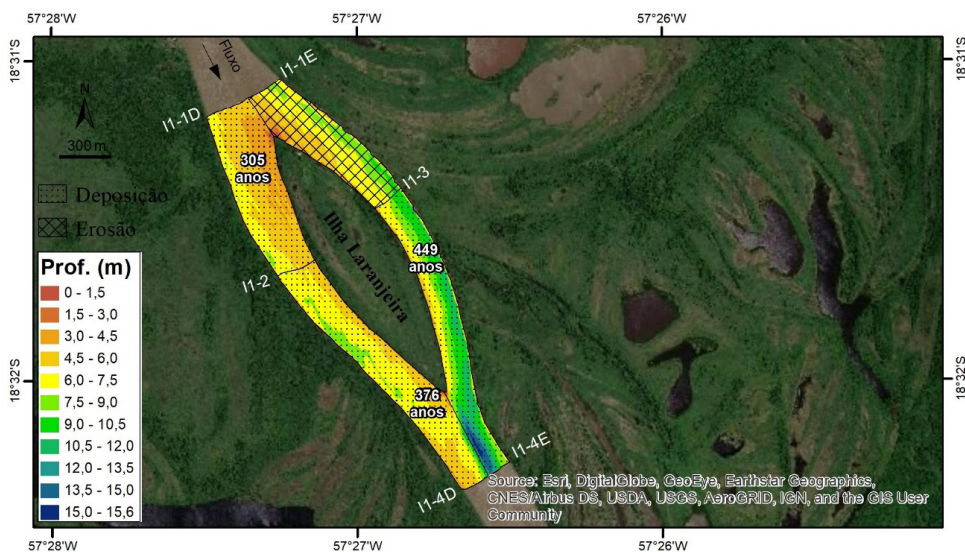 57°28'W
57°27'W
57°26'W
18°31'S
18°31'S
Fluxo
I1-1E
I1-1D
N
300 m
305
anos
I1-3
Deposição
Erosão
Ilha Laranjeira
449
anos
I1-2
Prof. (m)
0 - 1,5
1,5 - 3,0
3,0 - 4,5
4,5 - 6,0
6,0 - 7,5
7,5 - 9,0
9,0 - 10,5
10,5 - 12,0
12,0 - 13,5
13,5 - 15,0
15,0 - 15,6
18°32'S
18°32'S
376
anos
I1-4E
I1-4D
Source: Esri, DigitalGlobe, GeoEye, Earthstar Geographics,
CNES/Airbus DS, USDA, USGS, AeroGRID, IGN, and the GIS User
Community
57°28'W
57°27'W
57°26'W